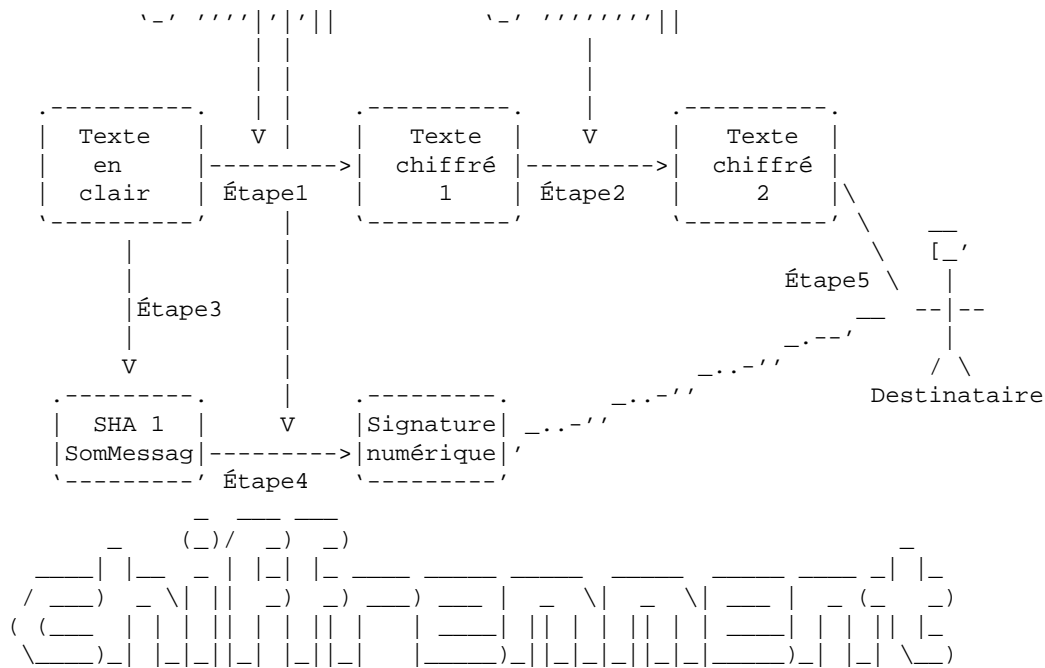 Texte Texte Texte
en chiffré chiffré
clair Étape1 1 Étape2 2
Étape5
Étape3
Destinataire
SHA 1 Signature
SomMessag numérique
Étape4
chiffremment